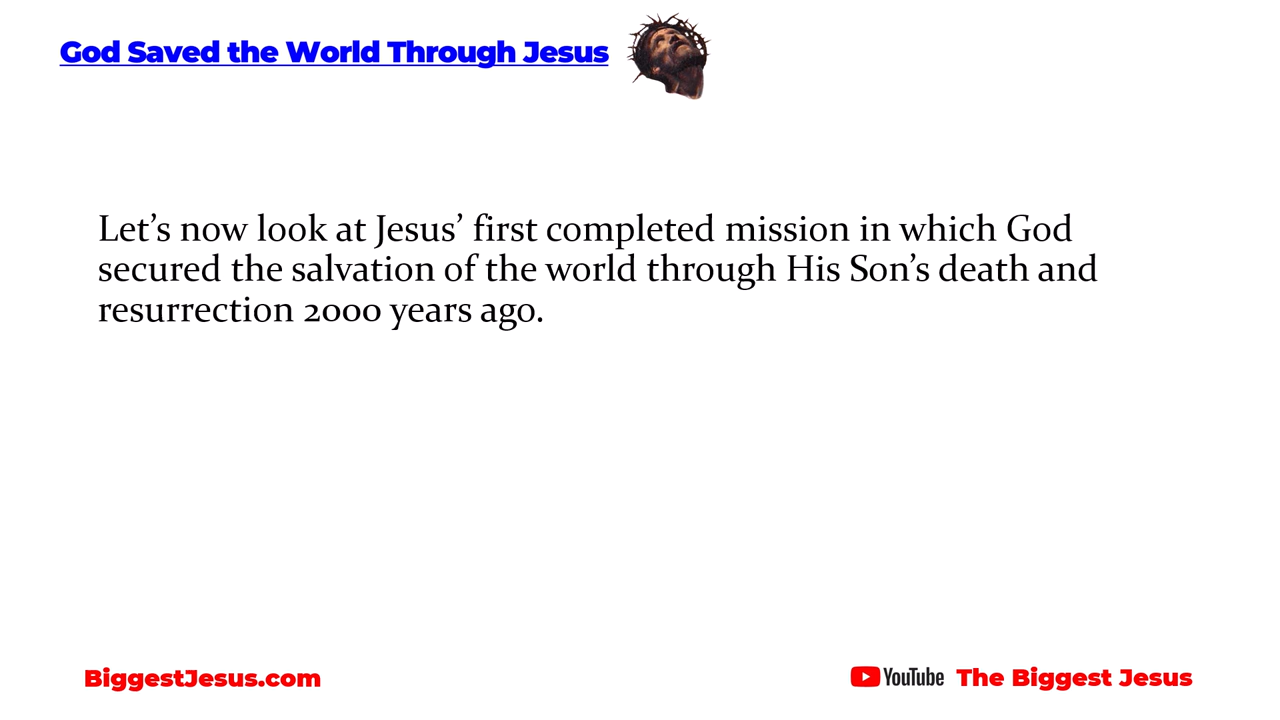 God Saved the World Through Jesus
Let’s now look at Jesus’ first completed mission in which God
secured the salvation of the world through His Son’s death and
resurrection 2000 years ago.
BiggestJesus.com
YouTube The Biggest Jesus